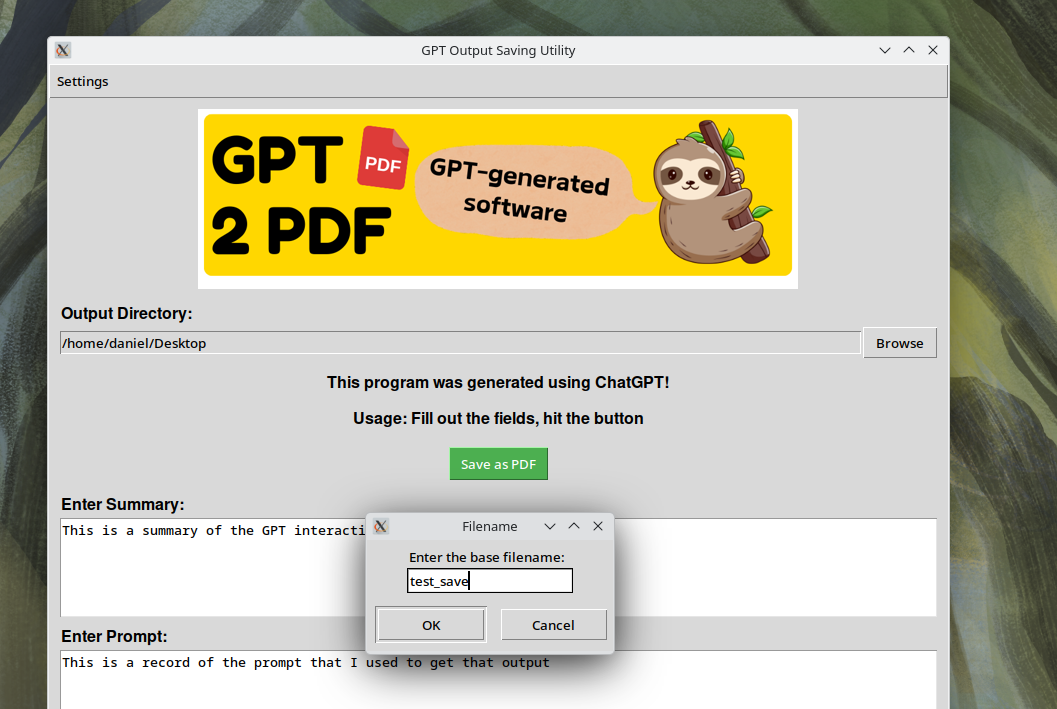 GPT Output Saving Utility
Settings
GPT
2 PDF
PDF
GPT-generated
software
Output Directory:
/home/daniel/Desktop
Browse
This program was generated using ChatGPT!
Usage: Fill out the fields, hit the button
Save as PDF
Enter Summary:
This is a summary of the GPT
Filename
Enter the base filename:
test_save
OK
Cancel
Enter Prompt:
This is a record of the prompt that I used to get that output